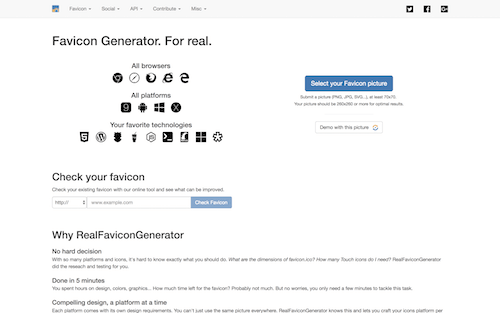 Favicon Social API Contribute Misc
Favicon Generator. For real.
All browsers
All platforms
Your favorite technologies
Select your Favicon picture
Submit a picture (PNG, JPG, SVG...), at least 70x70.
Your picture should be 260x260 or more for optimal results.
Demo with this picture
Check your favicon
Check your existing favicon with our online tool and see what can be improved.
http:// www.example.com Check Favicon
Why RealFaviconGenerator
No hard decision
With so many platforms and icons, it's hard to know exactly what you should do. What are the dimensions of favicon.ico? How many Touch icons do I need? RealFaviconGenerator
did the reseach and testing for you.
Done in 5 minutes
You spent hours on design, colors, graphics... How much time left for the favicon? Probably not much. But no worries, you only need a few minutes to tackle this task.
Compelling design, a platform at a time
Each platform comes with its own design requirements. You can't just use the same picture everywhere. RealFaviconGenerator knows this and lets you craft your icons platform per